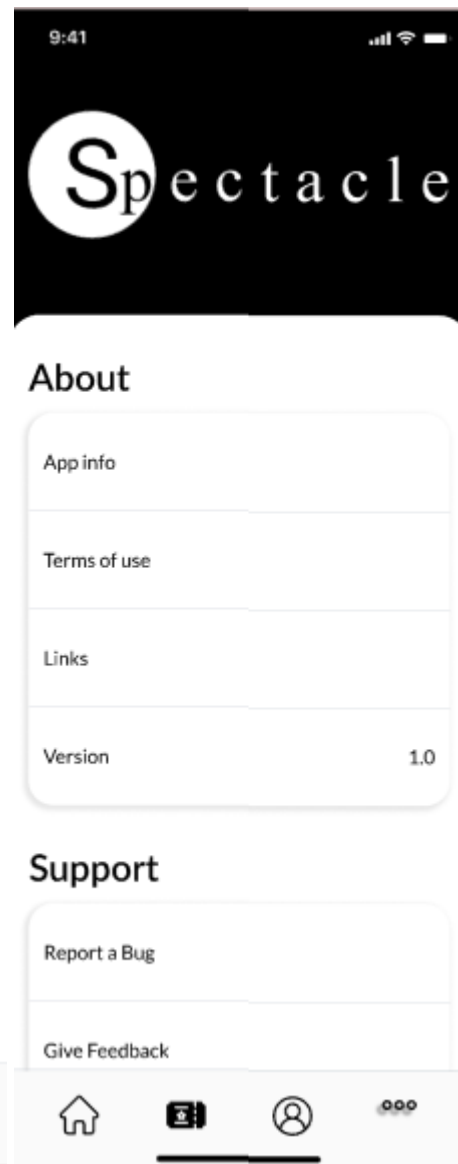 9:41
Spectacle
About
App info
Terms of use
Links
Version 1.0
Support
Report a Bug
Give Feedback